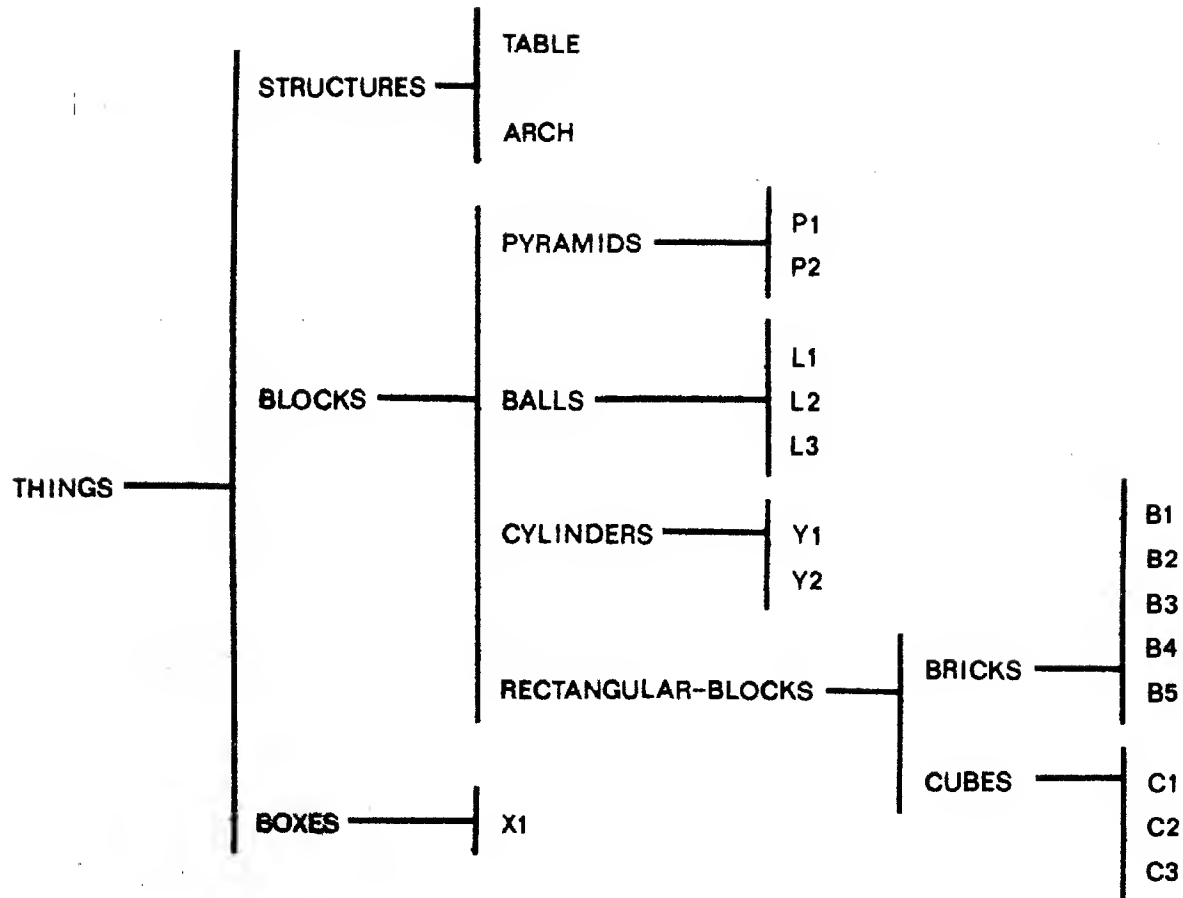 TABLE
STRUCTURES
ARCH
P1
PYRAMIDS
P2
L1
BLOCKS
BALLS
L2
L3
THINGS
B1
CYLINDERS
Y1
B2
Y2
B3
B4
BRICKS
RECTANGULAR-BLOCKS
B5
CUBES
C1
BOXES
X1
C2
C3